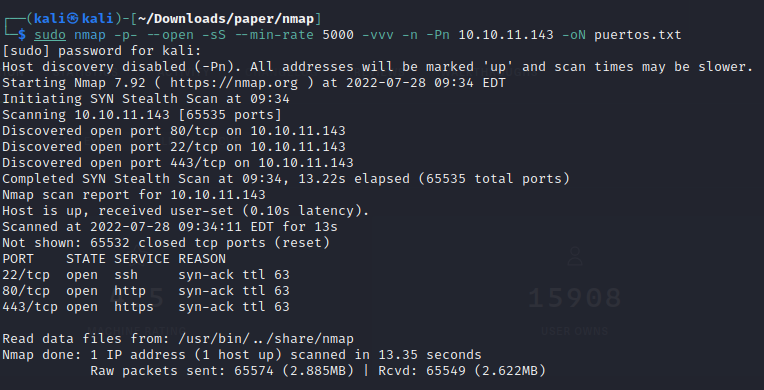 ┌──(kali㉿kali)-[~/Downloads/paper/nmap]
└─$ sudo nmap -p- --open -sS --min-rate 5000 -vvv -n -Pn 10.10.11.143 -oN puertos.txt
[sudo] password for kali:
Host discovery disabled (-Pn). All addresses will be marked 'up' and scan times may be slower.
Starting Nmap 7.92 ( https://nmap.org ) at 2022-07-28 09:34 EDT
Initiating SYN Stealth Scan at 09:34
Scanning 10.10.11.143 [65535 ports]
Discovered open port 80/tcp on 10.10.11.143
Discovered open port 22/tcp on 10.10.11.143
Discovered open port 443/tcp on 10.10.11.143
Completed SYN Stealth Scan at 09:34, 13.22s elapsed (65535 total ports)
Nmap scan report for 10.10.11.143
Host is up, received user-set (0.10s latency).
Scanned at 2022-07-28 09:34:11 EDT for 13s
Not shown: 65532 closed tcp ports (reset)
PORT    STATE SERVICE REASON
22/tcp  open  ssh     syn-ack ttl 63
80/tcp  open  http    syn-ack ttl 63
443/tcp open  https   syn-ack ttl 63
15908
USER OWNS
Read data files from: /usr/bin/../share/nmap
Nmap done: 1 IP address (1 host up) scanned in 13.35 seconds
           Raw packets sent: 65574 (2.885MB) | Rcvd: 65549 (2.622MB)